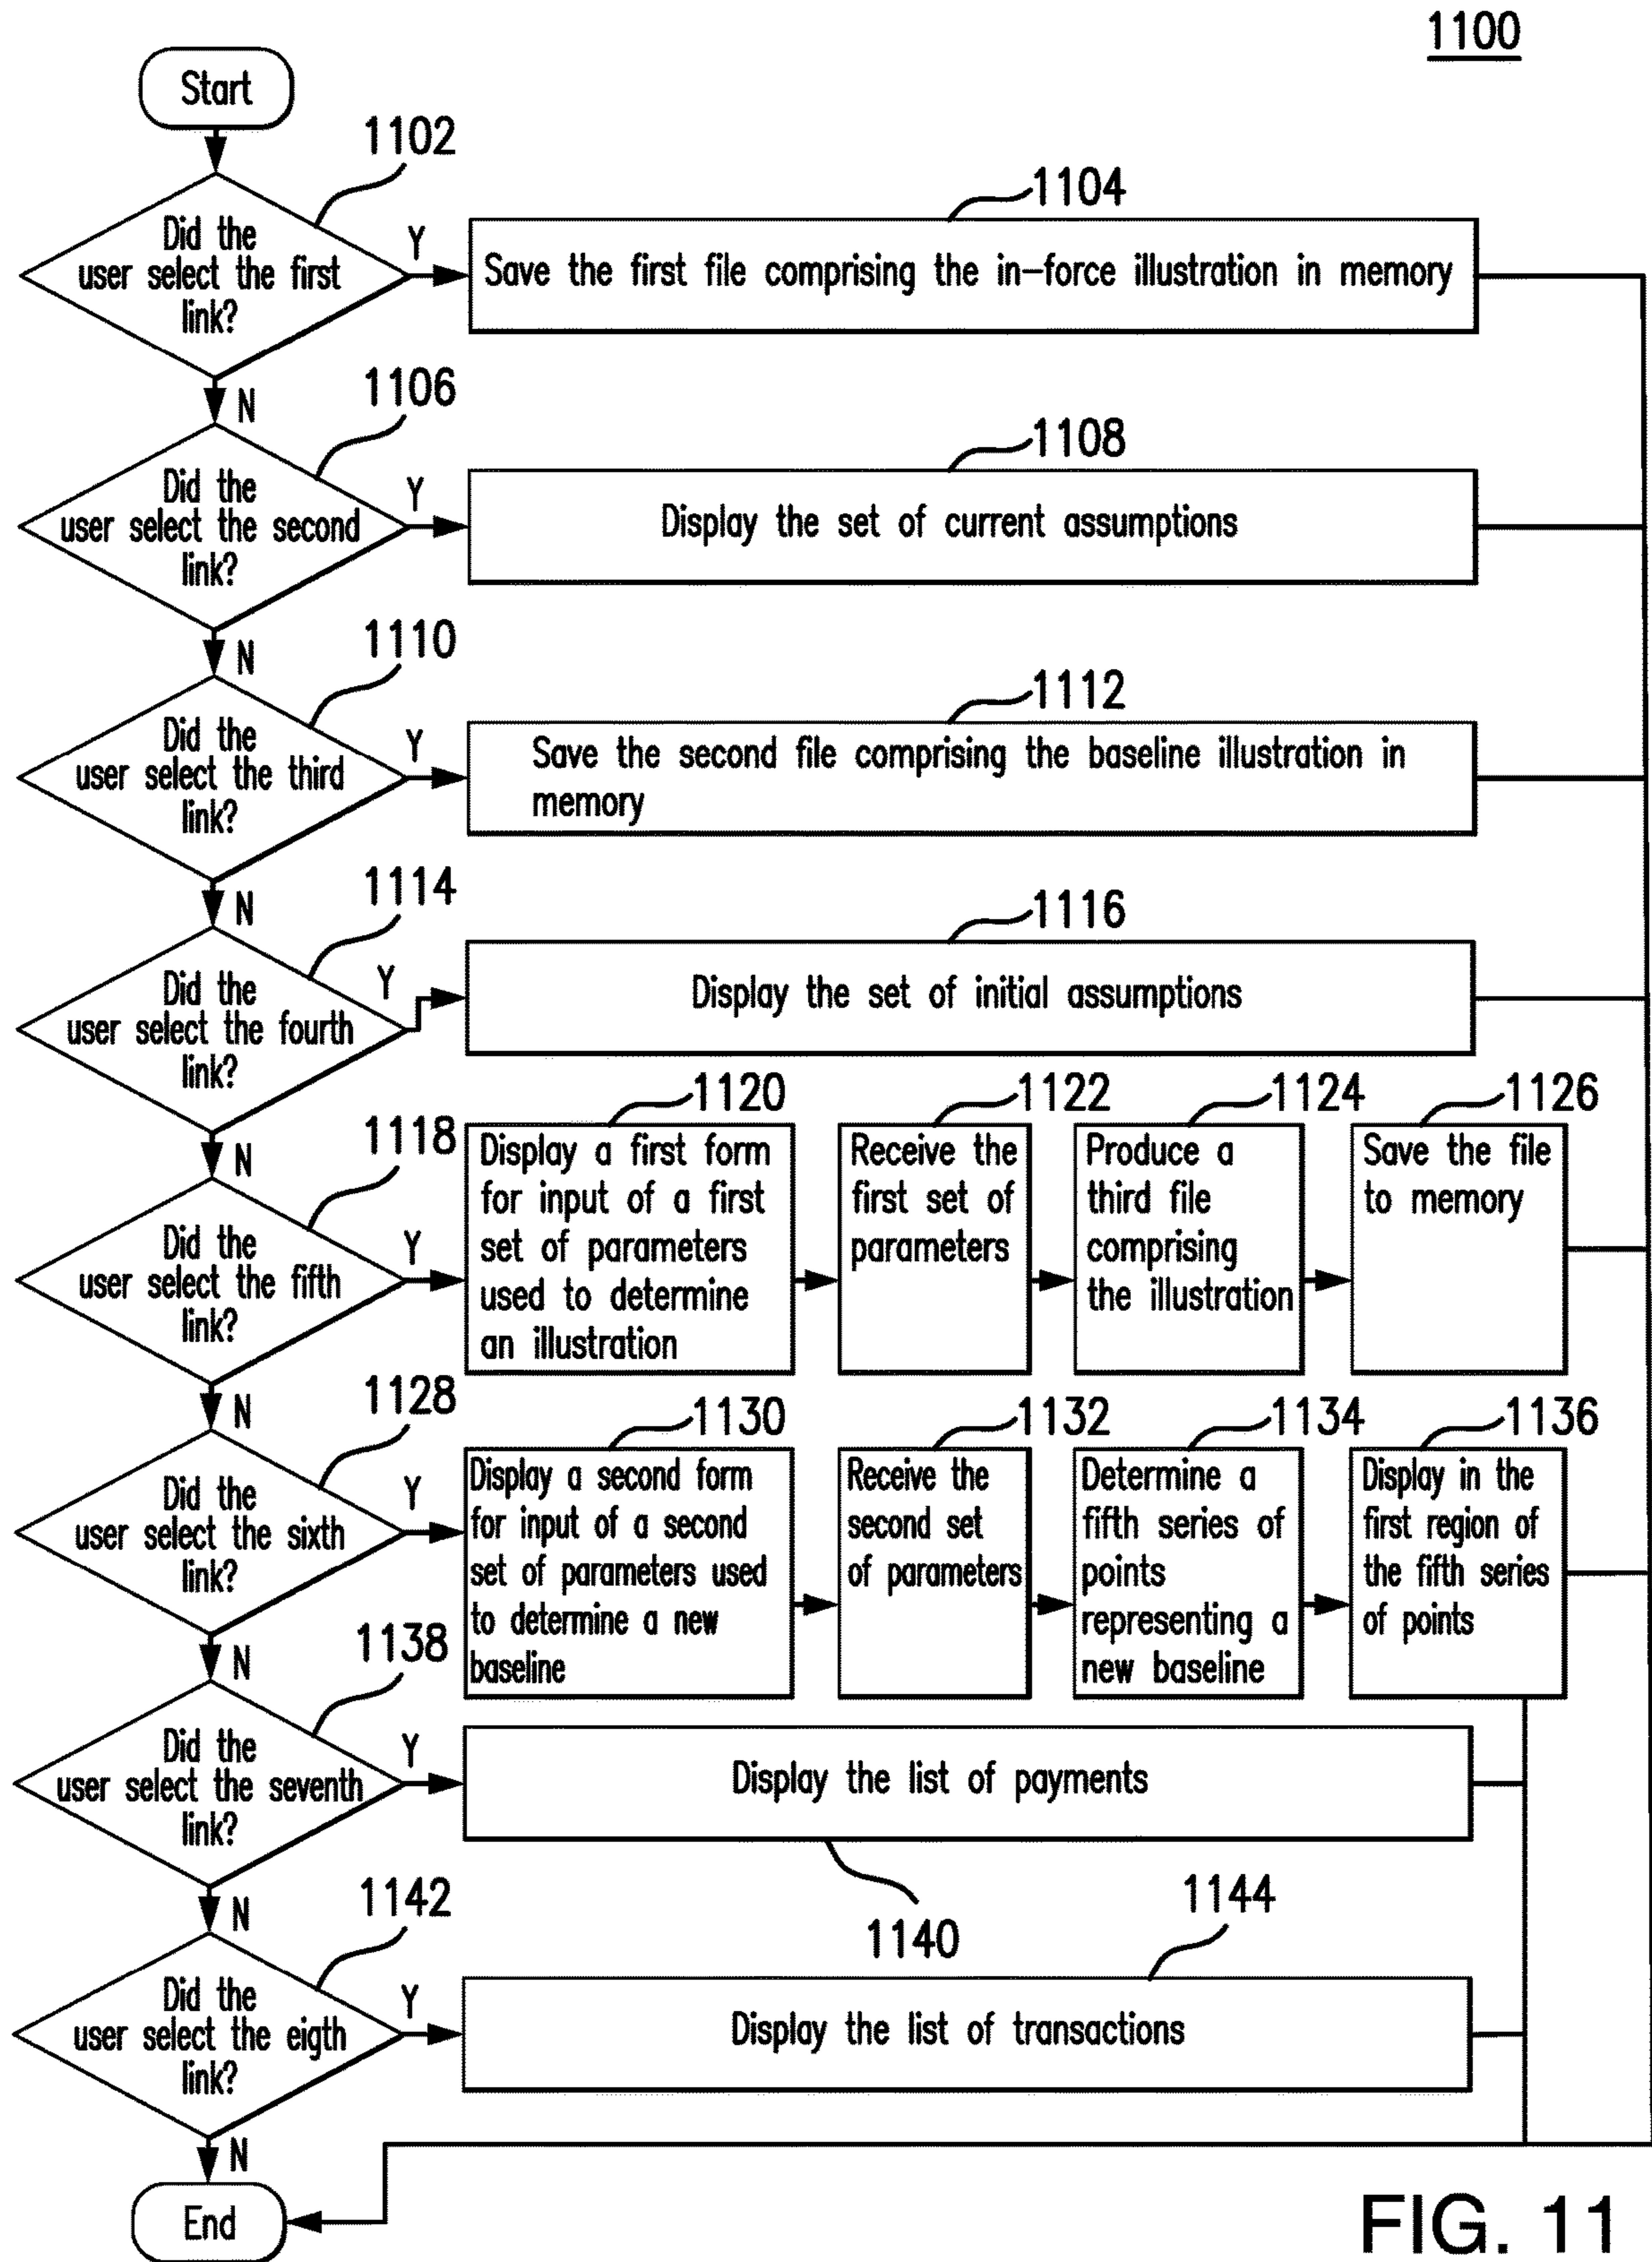 1100
Start
1102
Did the
user select the first
link?
Y
1104
Save the first file comprising the in-force illustration in memory
N
1106
Did the
user select the second
link?
Y
1108
Display the set of current assumptions
N
1110
Did the
user select the third
link?
Y
1112
Save the second file comprising the baseline illustration in
memory
N
1114
Did the
user select the fourth
link?
Y
1116
Display the set of initial assumptions
N
1118
Did the
user select the fifth
link?
Y
1120
Display a first form
for input of a first
set of parameters
used to determine
an illustration
1122
Receive the
first set of
parameters
1124
Produce a
third file
comprising
the illustration
1126
Save the file
to memory
N
1128
Did the
user select the sixth
link?
Y
1130
Display a second form
for input of a second
set of parameters used
to determine a new
baseline
1132
Receive the
second set
of parameters
1134
Determine a
fifth series of
points
representing a
new baseline
1136
Display in the
first region of
the fifth series
of points
N
1138
Did the
user select the seventh
link?
Y
Display the list of payments
1140
N
1142
Did the
user select the eigth
link?
Y
1144
Display the list of transactions
N
End
FIG. 11